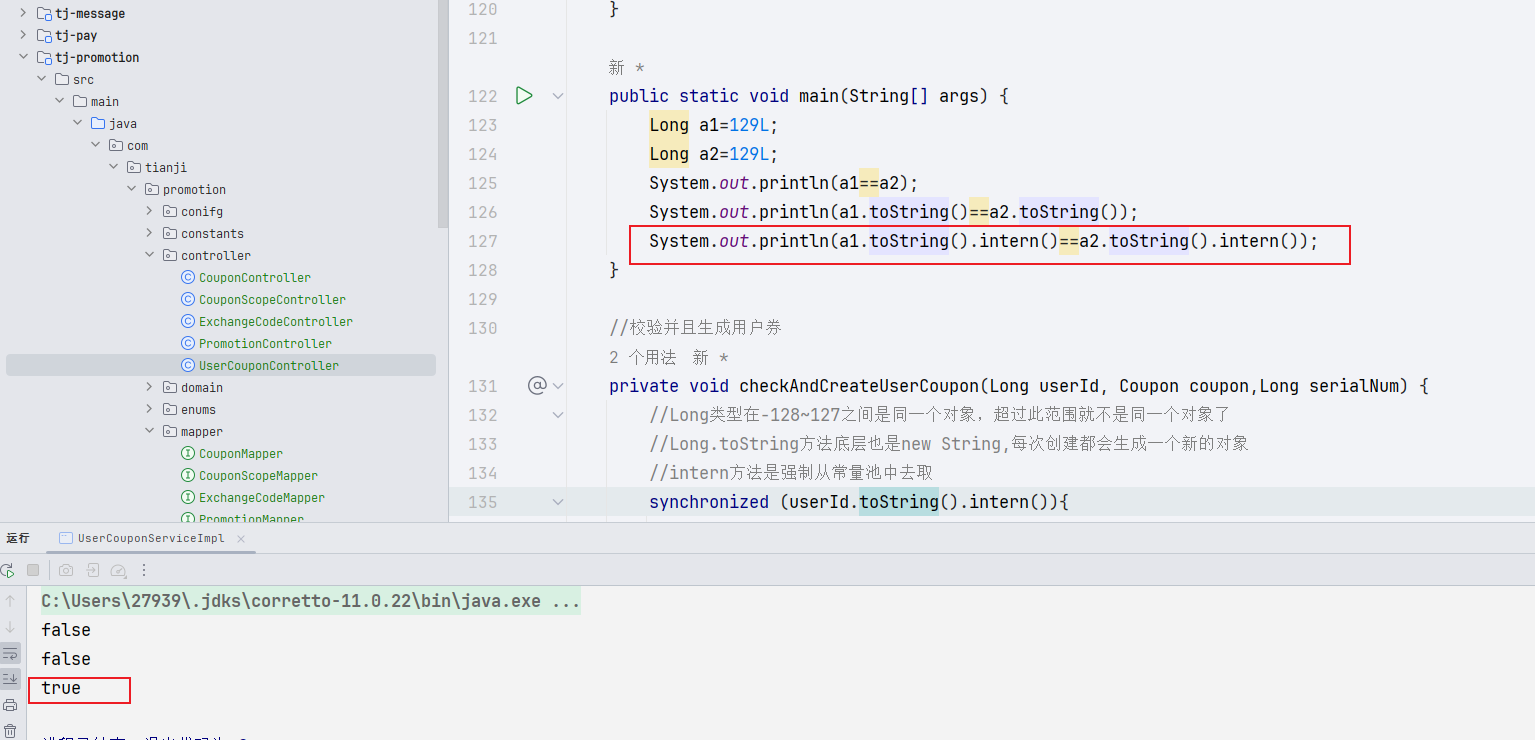 tj-message
tj-pay
tj-promotion
src
main
java
com
tianji
promotion
conifg
constants
controller
CouponController
CouponScopeController
ExchangeCodeController
PromotionController
UserCouponController
domain
enums
mapper
CouponMapper
CouponScopeMapper
ExchangeCodeMapper
PromotionMapper
120 }
121
新 *
122 public static void main(String[] args) {
123 Long a1=129L;
124 Long a2=129L;
125 System.out.println(a1==a2);
126 System.out.println(a1.toString()==a2.toString());
127 System.out.println(a1.toString().intern()==a2.toString().intern());
128 }
129
130 //校验并且生成用户券
2 个用法 新 *
131 private void checkAndCreateUserCoupon(Long userId, Coupon coupon,Long serialNum) {
132 //Long类型在-128~127之间是同一个对象，超过此范围就不是同一个对象了
133 //Long.toString方法底层也是new String,每次创建都会生成一个新的对象
134 //intern方法是强制从常量池中去取
135 synchronized (userId.toString().intern()){
运行 UserCouponServiceImpl
C:\Users\27939\.jdks\corretto-11.0.22\bin\java.exe ...
false
false
true